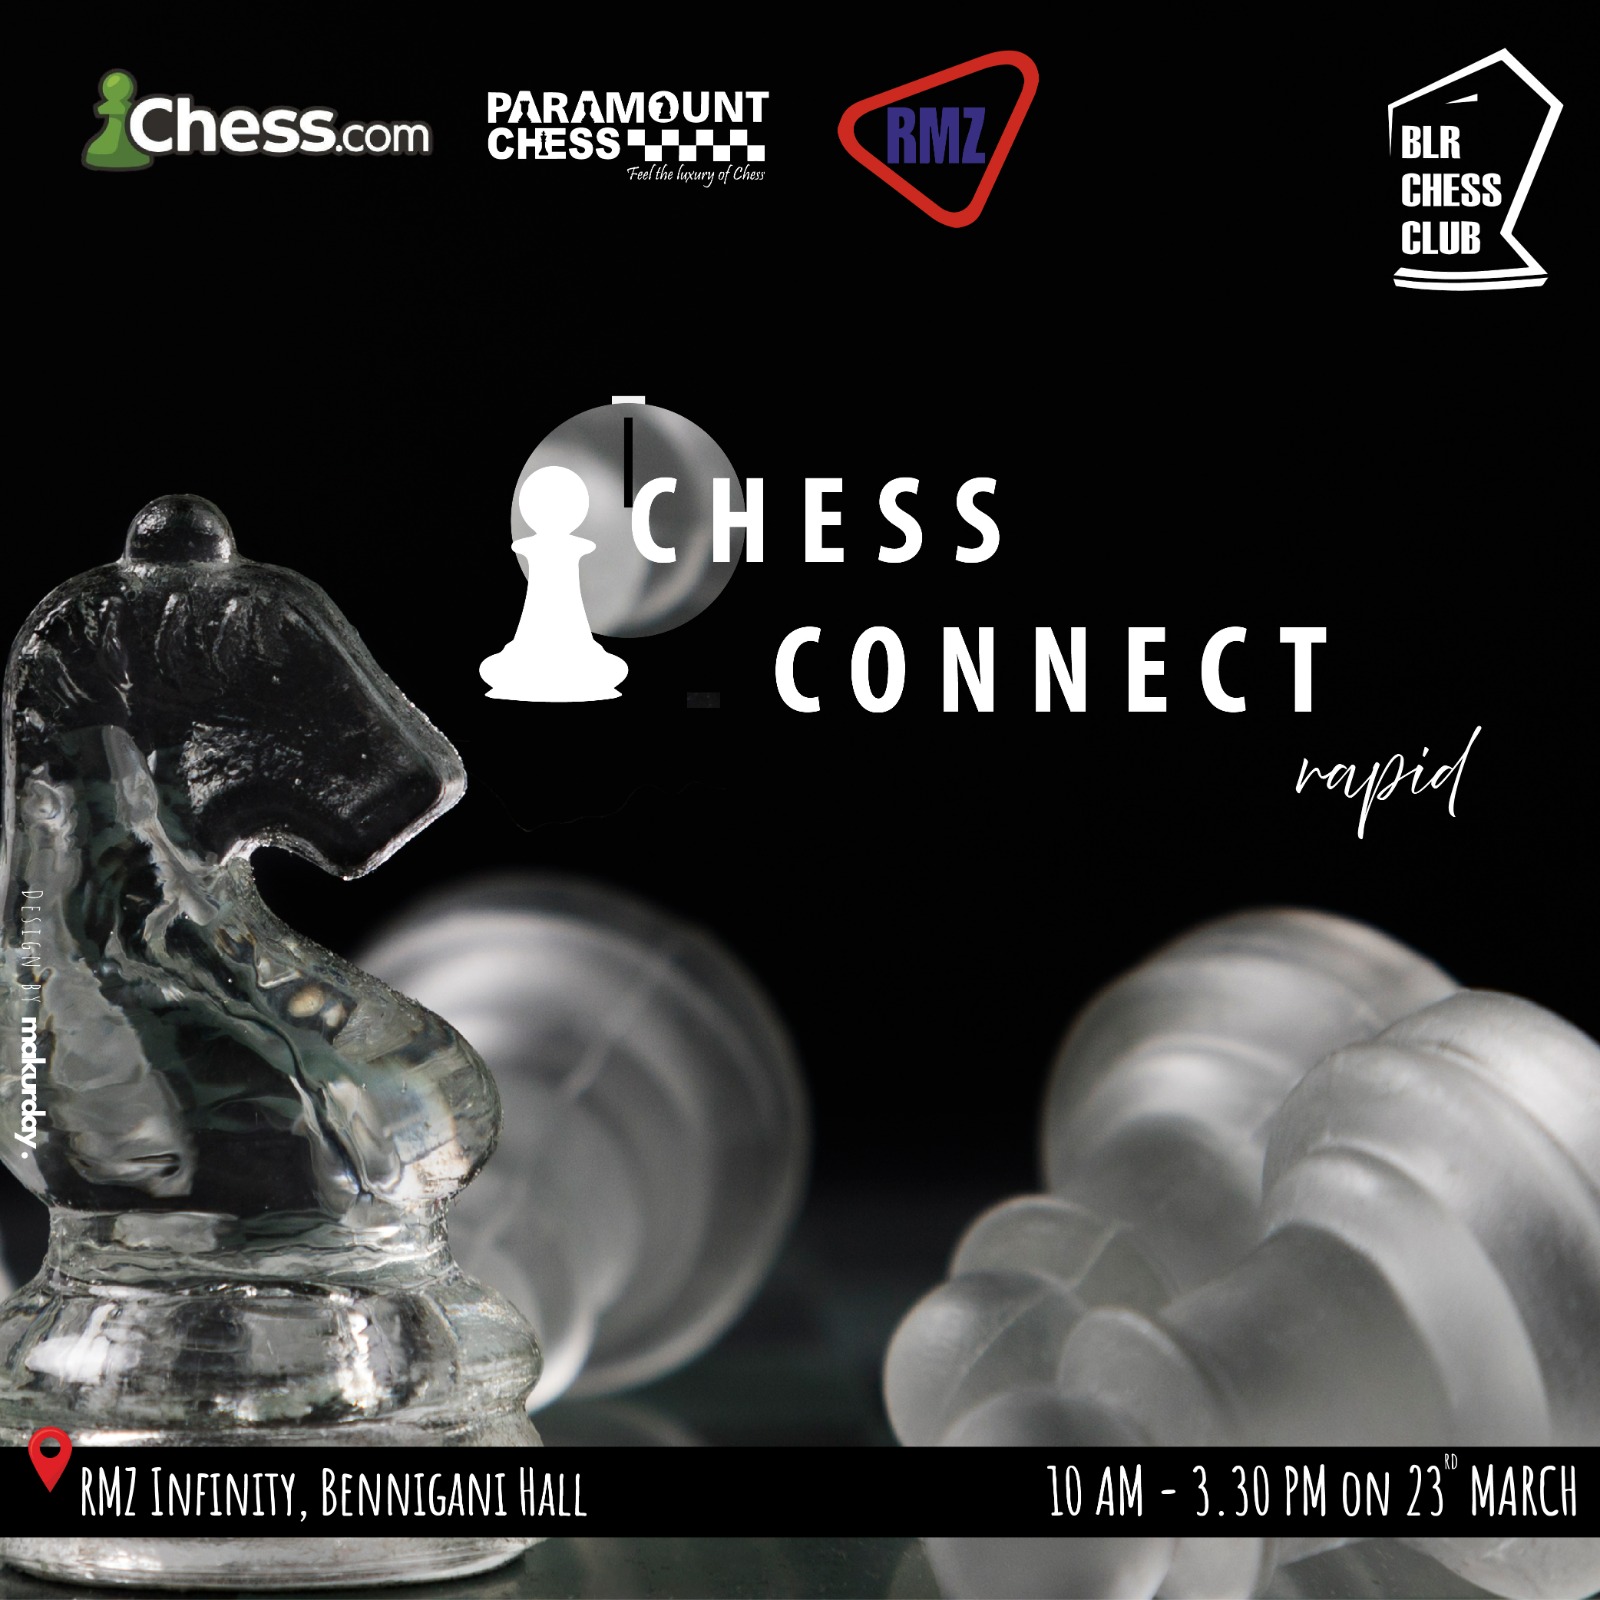 Chess.com
PARAMOUNT
CHESS
Feel the luxury of Chess
RMZ
BLR
CHESS
CLUB
CHESS
CONNECT
rapid
DESIGN BY makurday.
RMZ INFINITY, BENNIGANI HALL
10 AM - 3.30 PM ON 23RD MARCH